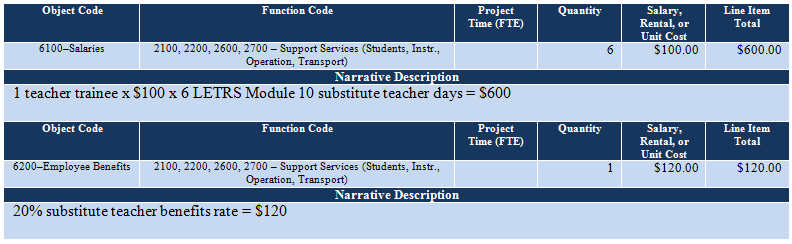 Object Code Function Code Project Time (FTE) Quantity Salary, Rental, or Unit Cost Line Item Total
6100–Salaries 2100, 2200, 2600, 2700 – Support Services (Students, Instr., Operation, Transport) 6 $100.00 $600.00
Narrative Description
1 teacher trainee x $100 x 6 LETRS Module 10 substitute teacher days = $600
Object Code Function Code Project Time (FTE) Quantity Salary, Rental, or Unit Cost Line Item Total
6200–Employee Benefits 2100, 2200, 2600, 2700 – Support Services (Students, Instr., Operation, Transport) 1 $120.00 $120.00
Narrative Description
20% substitute teacher benefits rate = $120